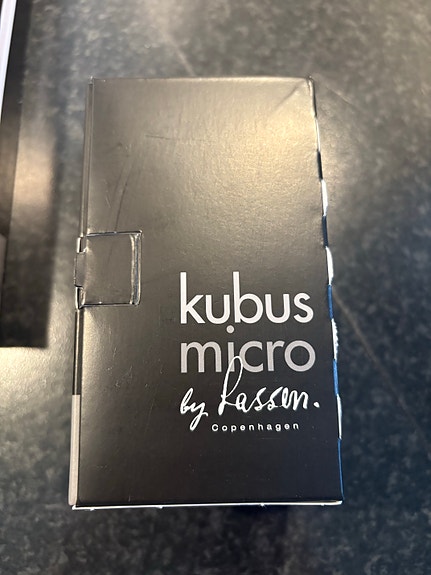 kubus
micro
by Lassen.
Copenhagen